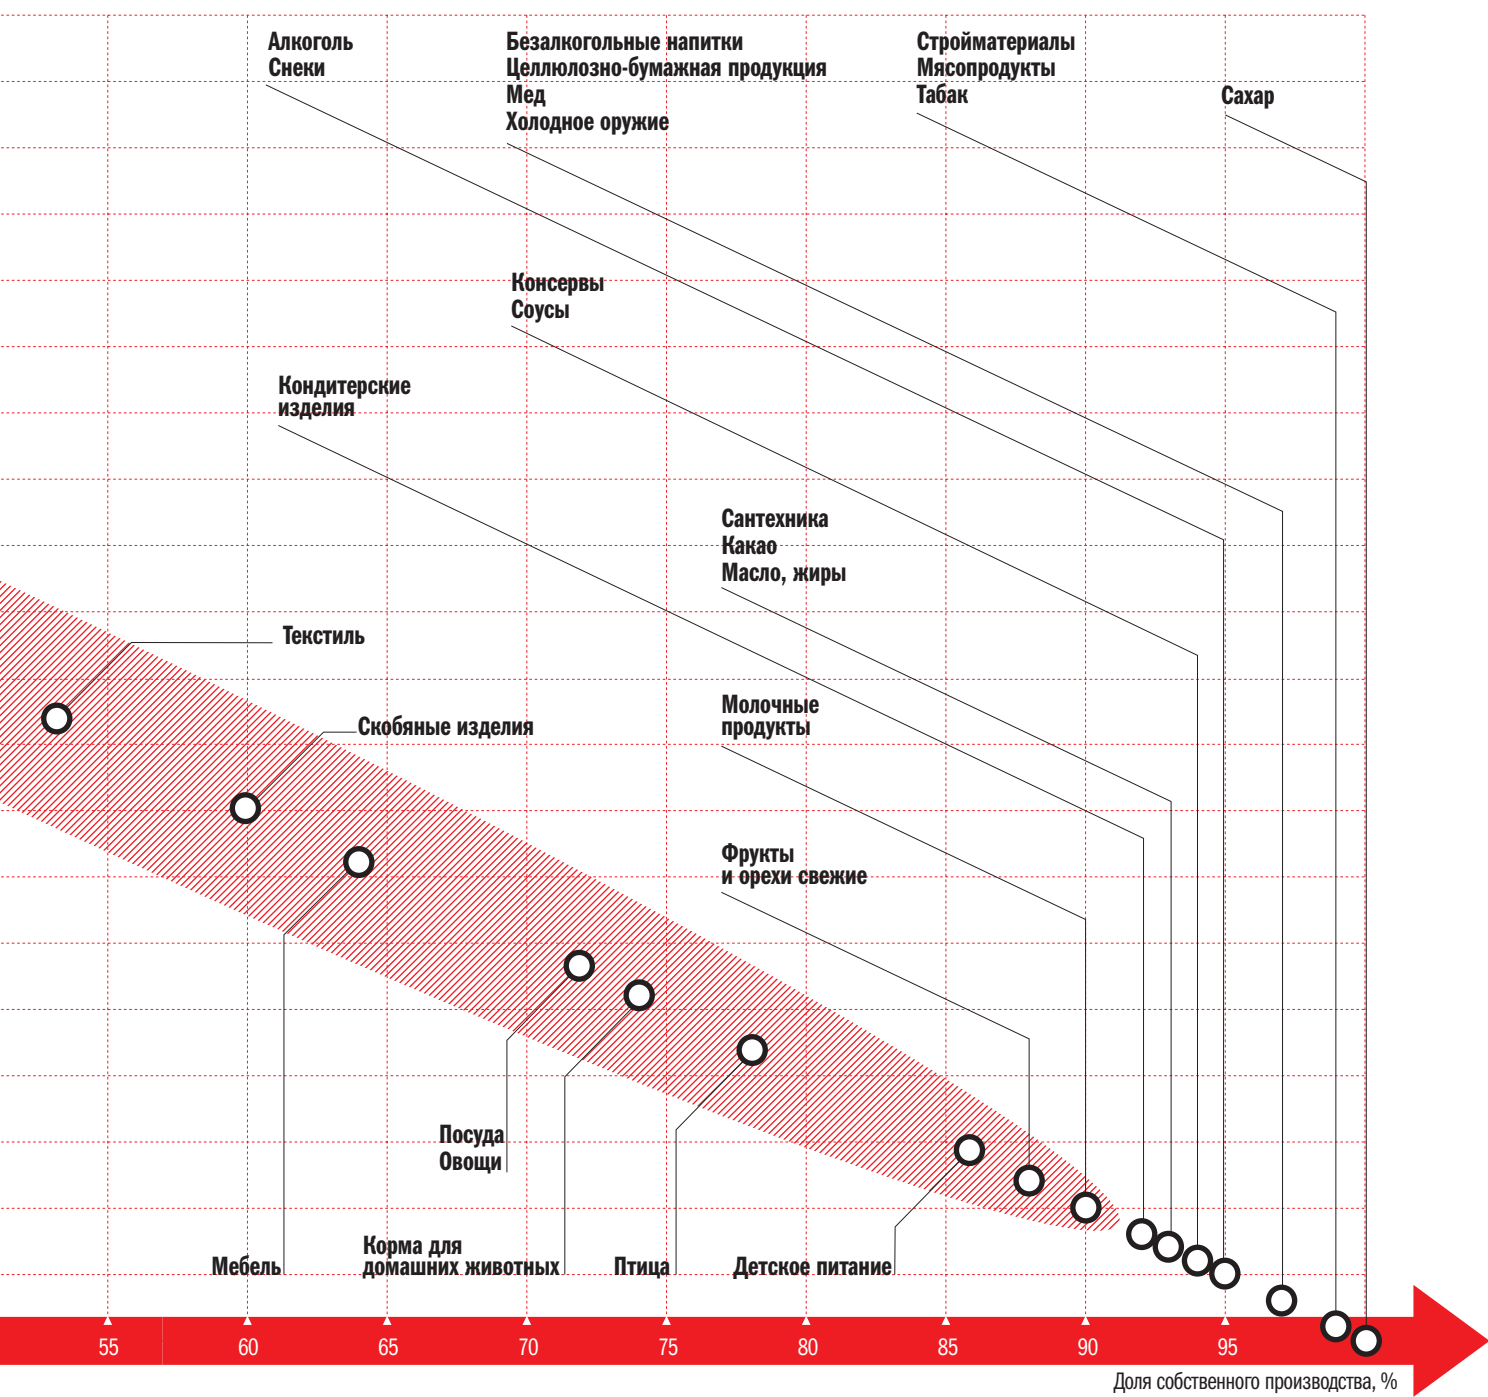 Алкоголь
Снеки
Безалкогольные напитки
Целлюлозно-бумажная продукция
Мед
Холодное оружие
Стройматериалы
Мясопродукты
Табак
Сахар
Консервы
Соусы
Кондитерские
изделия
Сантехника
Какао
Масло, жиры
Текстиль
Скобяные изделия
Молочные
продукты
Фрукты
и орехи свежие
Посуда
Овощи
Мебель
Корма для
домашних животных
Птица
Детское питание
55 60 65 70 75 80 85 90 95
Доля собственного производства, %